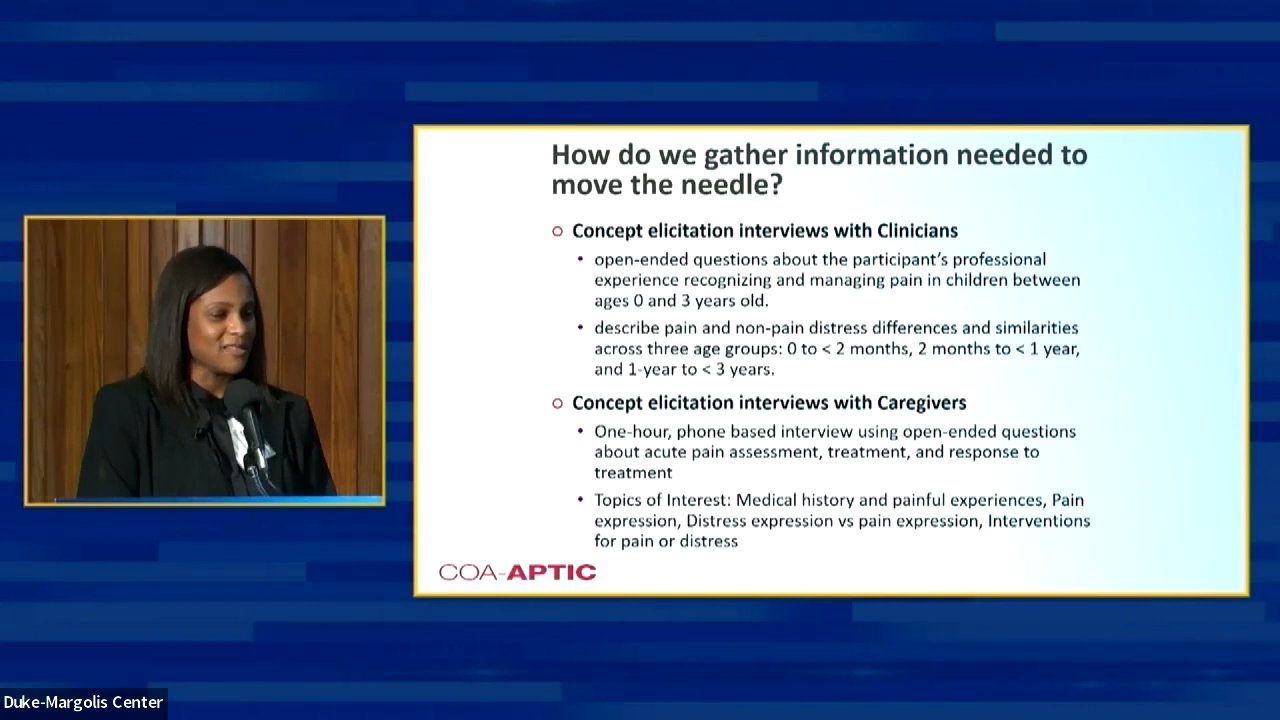 How do we gather information needed to
move the needle?
Concept elicitation interviews with Clinicians
open-ended questions about the participant's professional
experience recognizing and managing pain in children between
ages 0 and 3 years old.
describe pain and non-pain distress differences and similarities
across three age groups: 0 to < 2 months, 2 months to < 1 year,
and 1-year to < 3 years.
Concept elicitation interviews with Caregivers
One-hour, phone based interview using open-ended questions
about acute pain assessment, treatment, and response to
treatment
Topics of Interest: Medical history and painful experiences, Pain
expression, Distress expression vs pain expression, Interventions
for pain or distress
COA-APTIC
Duke-Margolis Center